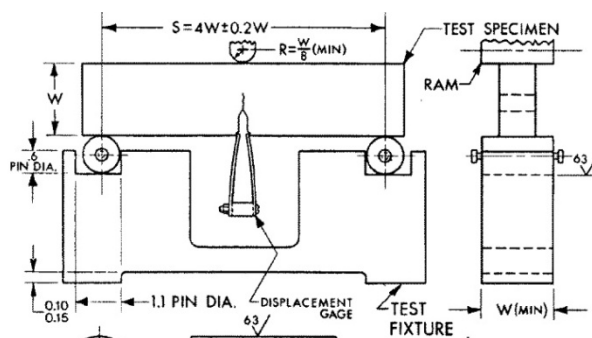 S=4W±0.2W
R=W/8 (MIN)
TEST SPECIMEN
RAM
W
.6
PIN DIA.
63
0.10
0.15
1.1 PIN DIA.
DISPLACEMENT
GAGE
TEST
FIXTURE
W(MIN)
63